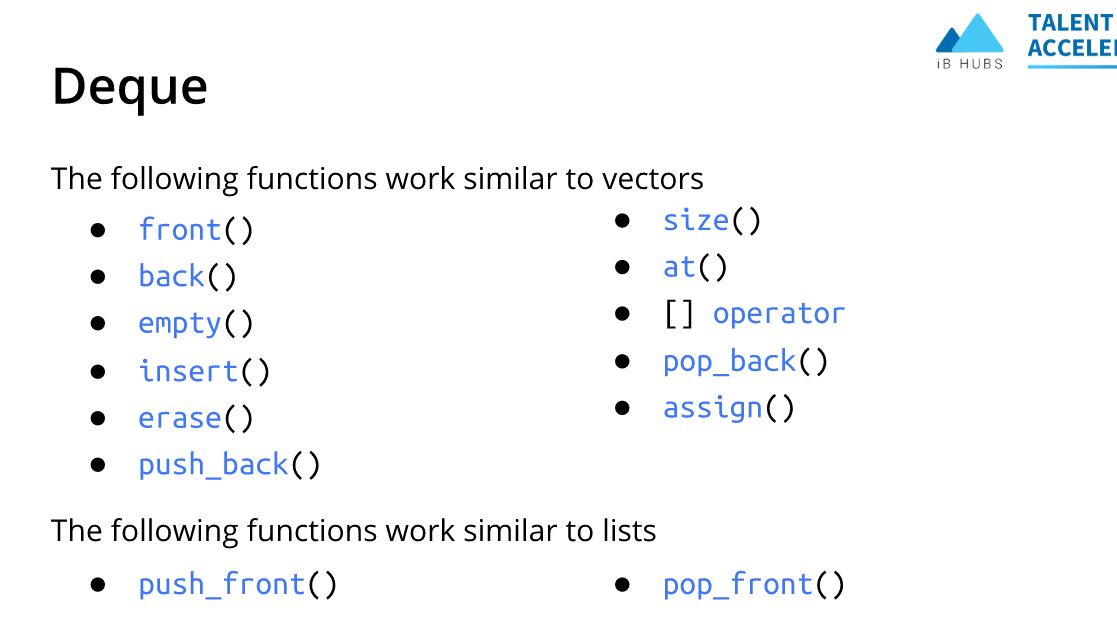 TALENT
ACCELE
iB HUBS
Deque
The following functions work similar to vectors
● front()
● back()
● empty()
● insert()
● erase()
● push_back()
● size()
● at()
● [] operator
● pop_back()
● assign()
The following functions work similar to lists
● push_front()
● pop_front()